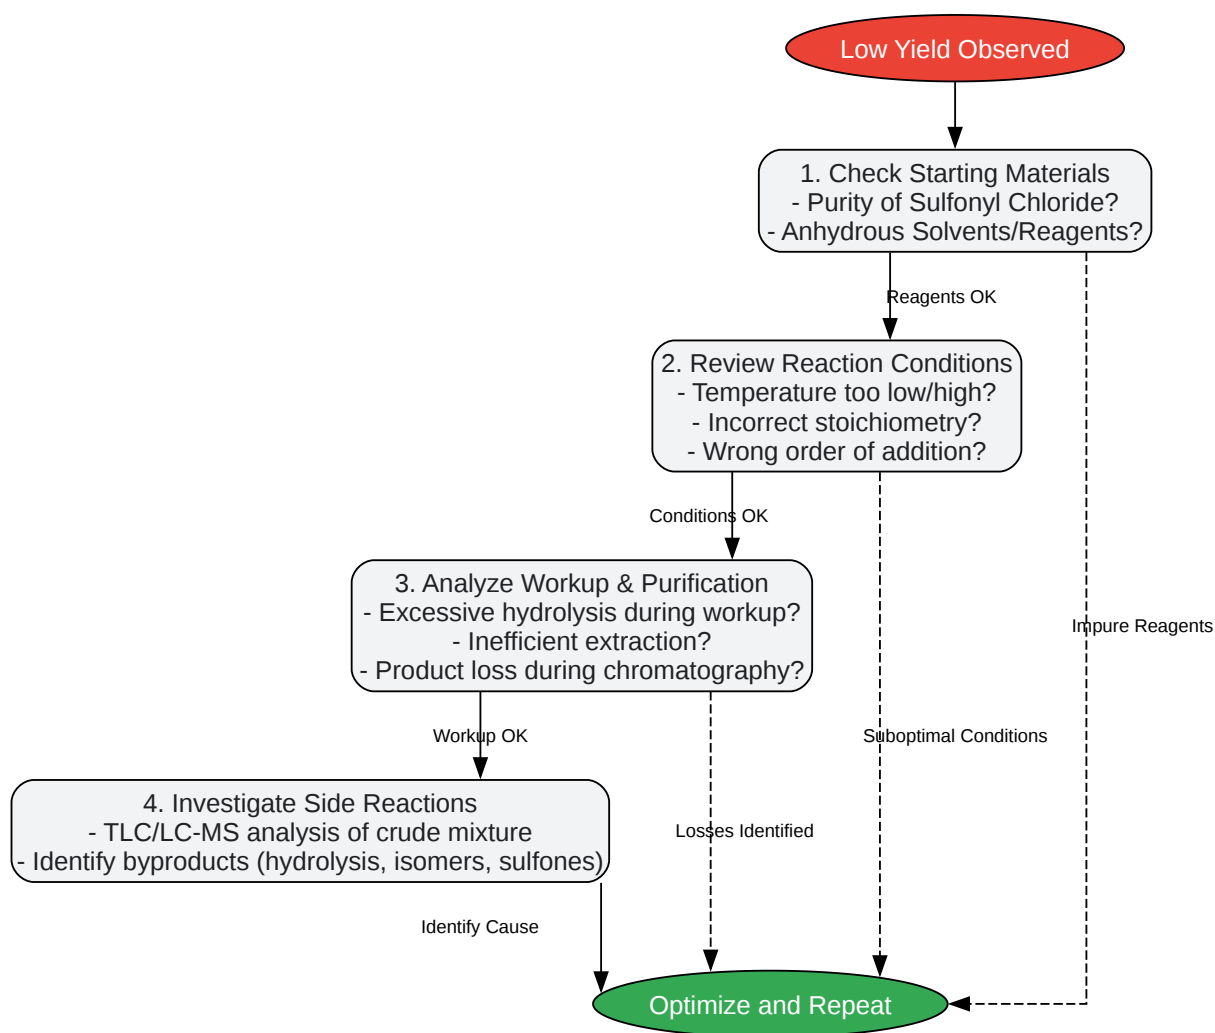 Low Yield Observed
1. Check Starting Materials
- Purity of Sulfonyl Chloride?
- Anhydrous Solvents/Reagents?
Reagents OK
2. Review Reaction Conditions
- Temperature too low/high?
- Incorrect stoichiometry?
- Wrong order of addition?
Conditions OK
3. Analyze Workup & Purification
- Excessive hydrolysis during workup?
- Inefficient extraction?
- Product loss during chromatography?
Impure Reagents
Workup OK
Suboptimal Conditions
4. Investigate Side Reactions
- TLC/LC-MS analysis of crude mixture
- Identify byproducts (hydrolysis, isomers, sulfones)
Losses Identified
Identify Cause
Optimize and Repeat